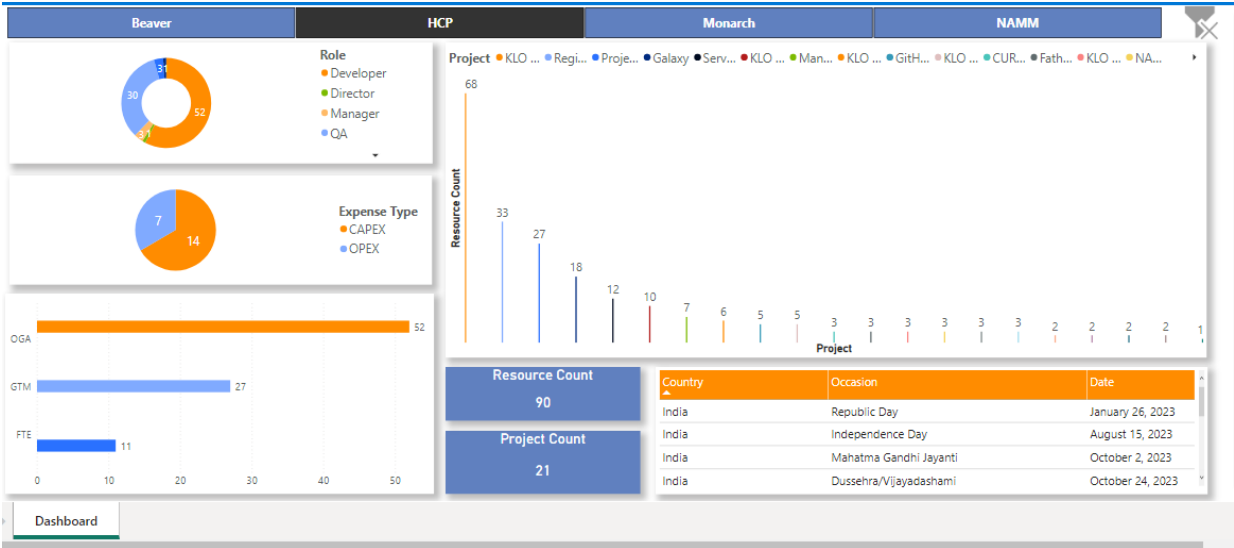 Beaver HCP Monarch NAMM
Role
Developer
Director
Manager
QA
52
30
31
31
Expense Type
CAPEX
OPEX
7
14
OGA 52
GTM 27
FTE 11
0 10 20 30 40 50
Project KLO ... Regi... Proje... Galaxy Serv... KLO ... Man... KLO ... GitH... KLO ... CUR... Fath... KLO ... NA...
Resource Count
68 33 27 18 12 10 7 6 5 5 3 3 3 3 3 3 2 2 2 2 1
Project
Resource Count
90
Project Count
21
Country Occasion Date
India Republic Day January 26, 2023
India Independence Day August 15, 2023
India Mahatma Gandhi Jayanti October 2, 2023
India Dussehra/Vijayadashami October 24, 2023
Dashboard